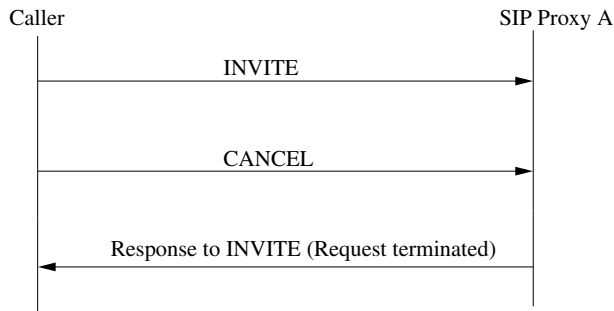 Caller
SIP Proxy A
INVITE
CANCEL
Response to INVITE (Request terminated)